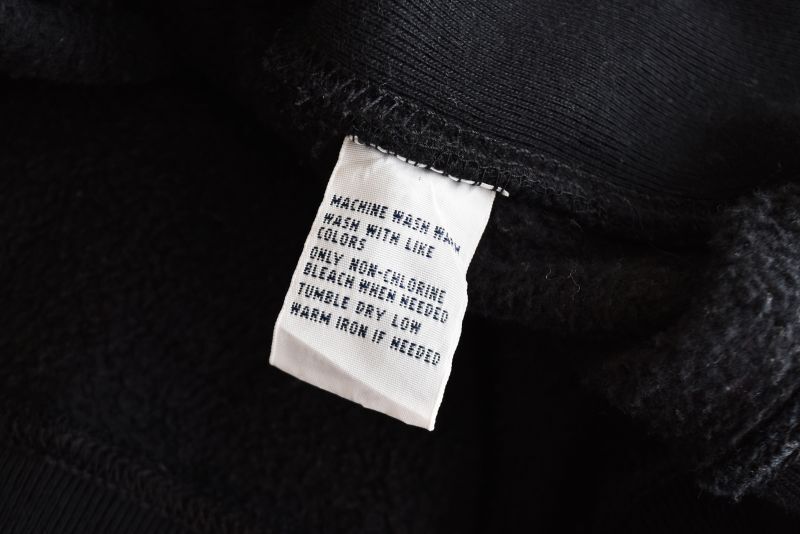 MACHINE WASH WARM
WASH WITH LIKE
COLORS
ONLY NON-CHLORINE
BLEACH WHEN NEEDED
TUMBLE DRY LOW
WARM IRON IF NEEDED